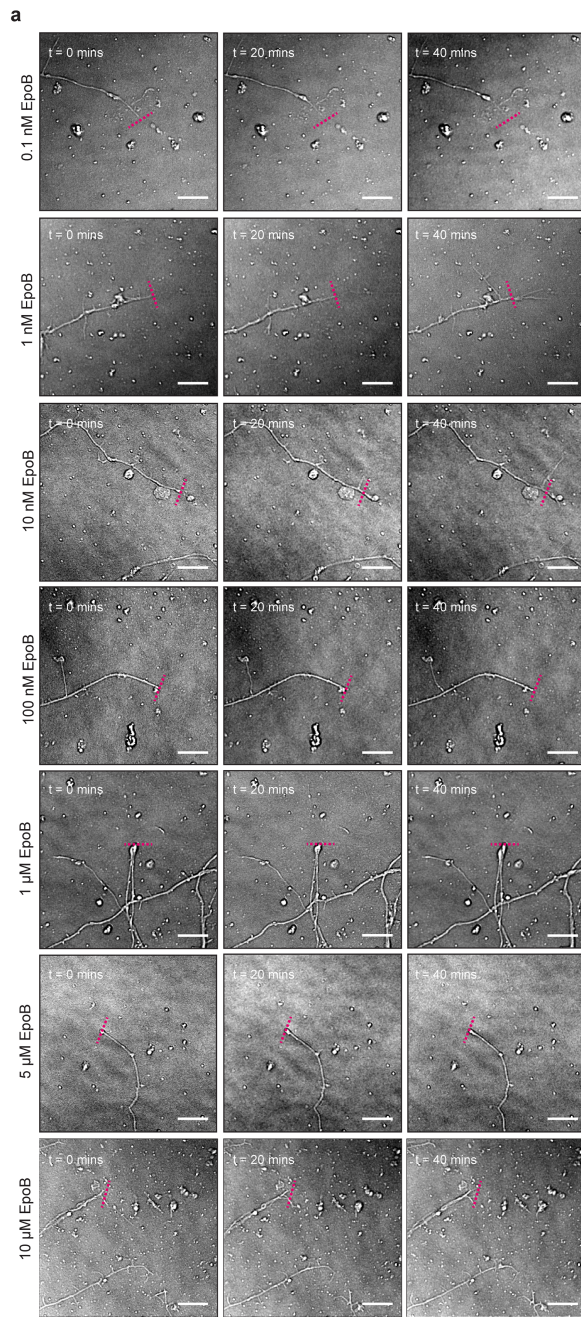 a
0.1 nM EpoB
t = 0 mins
t = 20 mins
t = 40 mins
1 nM EpoB
t = 0 mins
t = 20 mins
t = 40 mins
10 nM EpoB
t = 0 mins
t = 20 mins
t = 40 mins
100 nM EpoB
t = 0 mins
t = 20 mins
t = 40 mins
1 µM EpoB
t = 0 mins
t = 20 mins
t = 40 mins
5 µM EpoB
t = 0 mins
t = 20 mins
t = 40 mins
10 µM EpoB
t = 0 mins
t = 20 mins
t = 40 mins